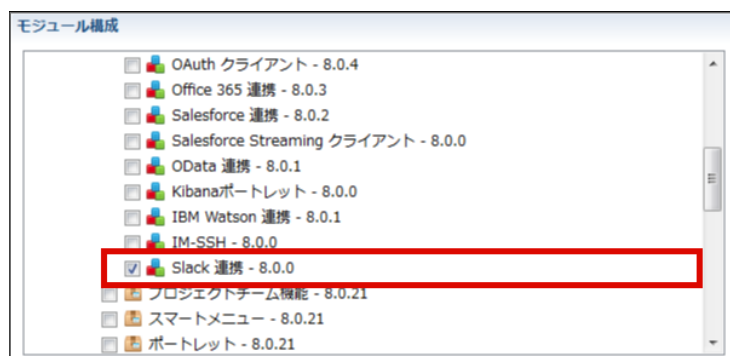 モジュール構成
OAuth クライアント - 8.0.4
Office 365 連携 - 8.0.3
Salesforce 連携 - 8.0.2
Salesforce Streaming クライアント - 8.0.0
OData 連携 - 8.0.1
Kibanaポートレット - 8.0.0
IBM Watson 連携 - 8.0.1
IM-SSH - 8.0.0
Slack 連携 - 8.0.0
プロジェクトチーム機能 - 8.0.21
スマートメニュー - 8.0.21
ポートレット - 8.0.21